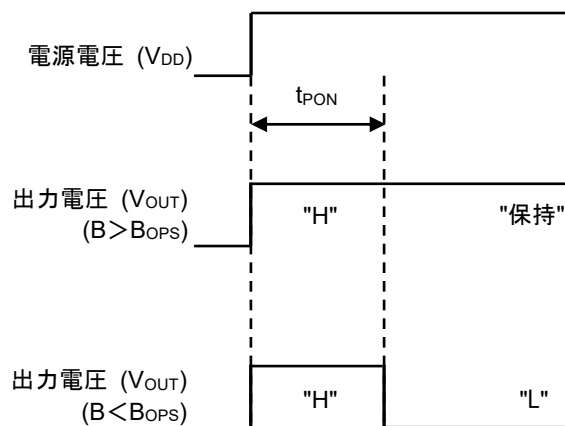 電源電圧 (VDD)
tPON
出力電圧 (VOUT)
(B＞BOPS)
"H"
"保持"
出力電圧 (VOUT)
(B＜BOPS)
"H"
"L"